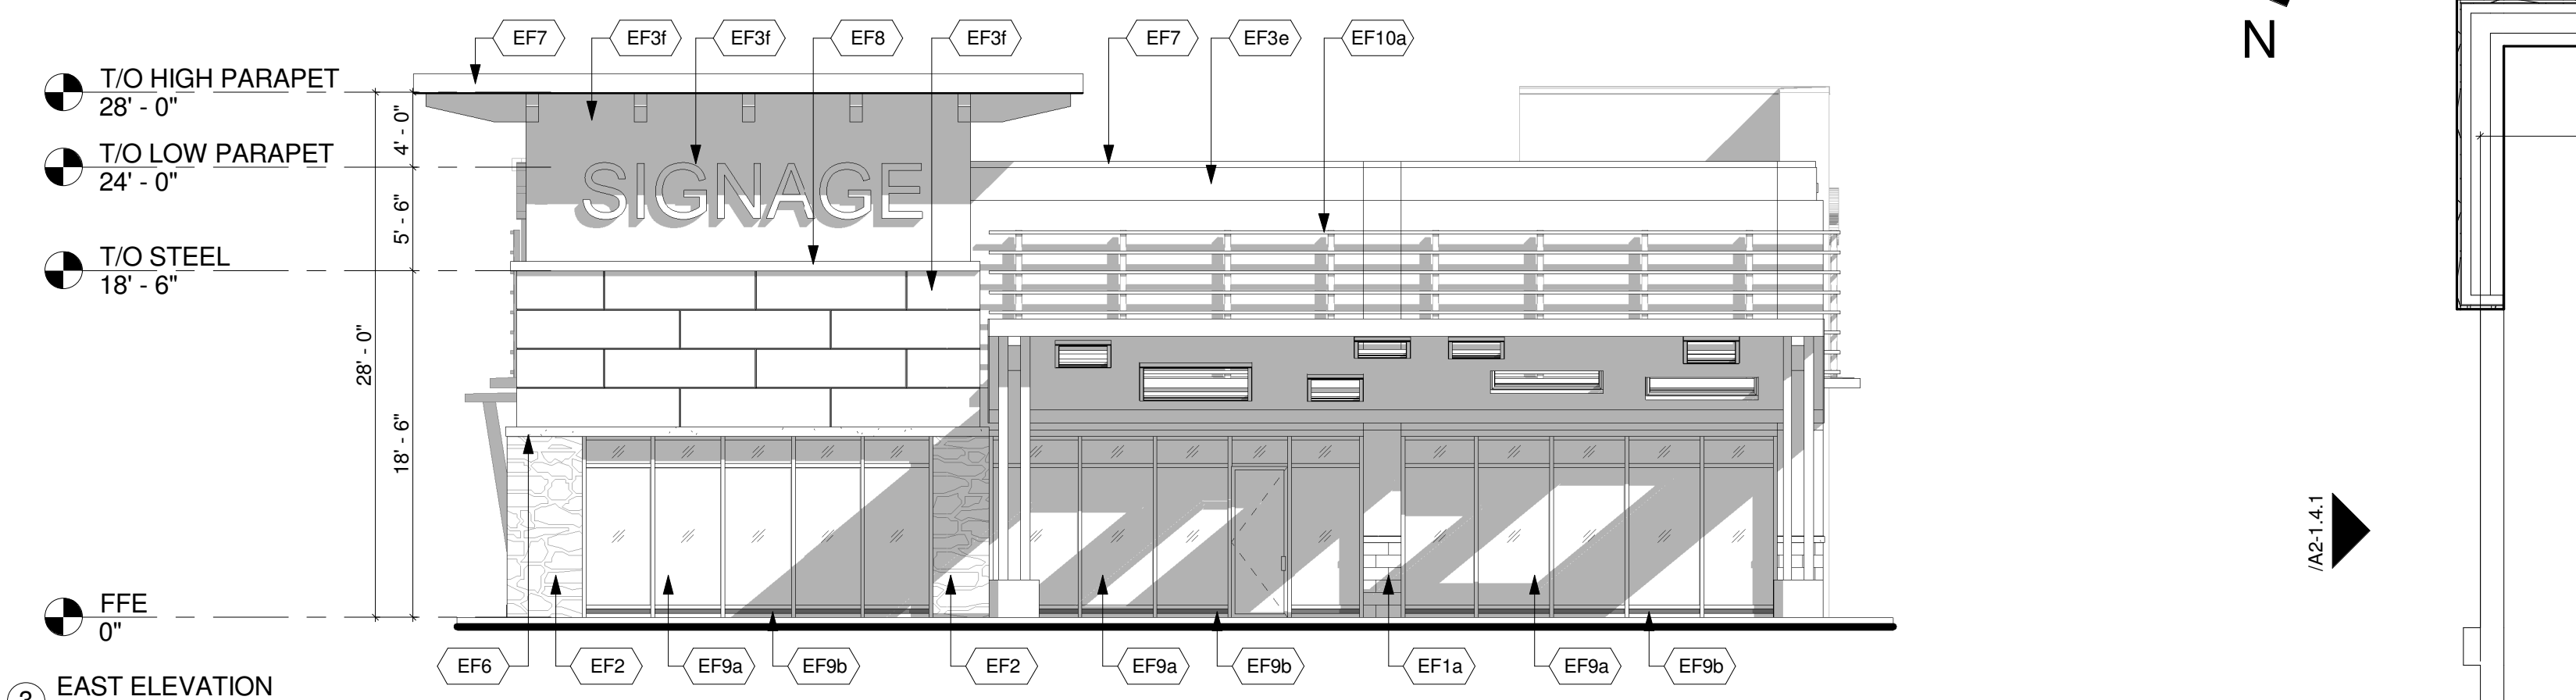 EF7
EF3f
EF3f
EF8
EF3f
EF7
EF3e
EF10a
N
T/O HIGH PARAPET
28' - 0"
4' - 0"
T/O LOW PARAPET
24' - 0"
SIGNAGE
5' - 6"
T/O STEEL
18' - 6"
28' - 0"
18' - 6"
/A2-1.4.1
FFE
0"
EF6
EF2
EF9a
EF9b
EF2
EF9a
EF9b
EF1a
EF9a
EF9b
3
EAST ELEVATION